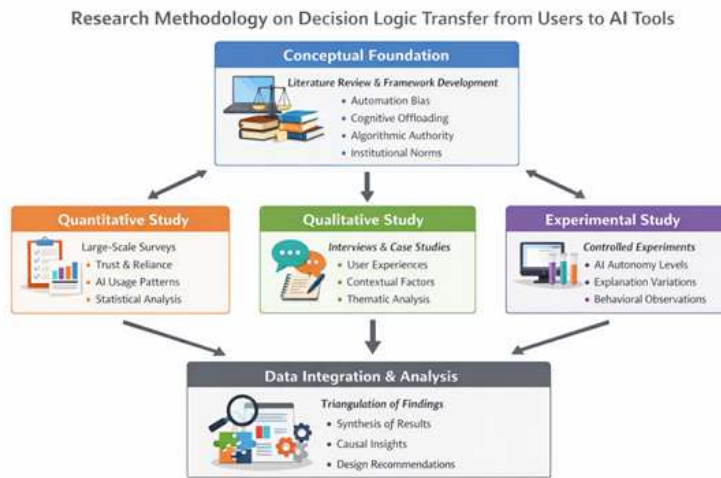 Research Methodology on Decision Logic Transfer from Users to AI Tools
Conceptual Foundation
Literature Review & Framework Development
• Automation Bias
• Cognitive Offloading
• Algorithmic Authority
• Institutional Norms
Quantitative Study
Large-Scale Surveys
• Trust & Reliance
• AI Usage Patterns
• Statistical Analysis
Qualitative Study
Interviews & Case Studies
• User Experiences
• Contextual Factors
• Thematic Analysis
Experimental Study
Controlled Experiments
• AI Autonomy Levels
• Explanation Variations
• Behavioral Observations
Data Integration & Analysis
Triangulation of Findings
• Synthesis of Results
• Causal Insights
• Design Recommendations